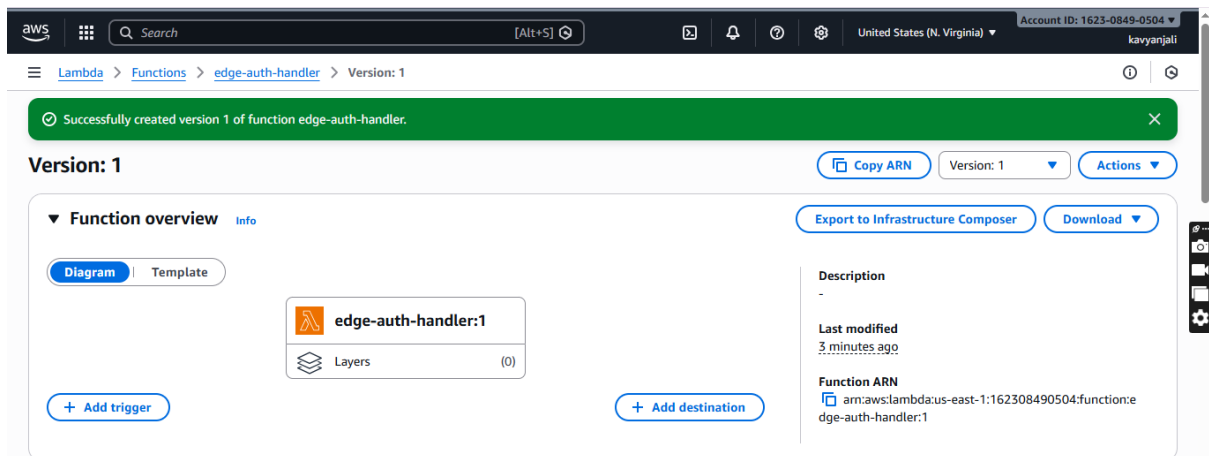 aws
Search [Alt+S]
United States (N. Virginia)
Account ID: 1623-0849-0504
kavyanjali
Lambda > Functions > edge-auth-handler > Version: 1
Successfully created version 1 of function edge-auth-handler.
Version: 1
Copy ARN
Version: 1
Actions
Function overview Info
Export to Infrastructure Composer
Download
Diagram
Template
edge-auth-handler:1
Layers (0)
+ Add trigger
+ Add destination
Description
-
Last modified
3 minutes ago
Function ARN
arn:aws:lambda:us-east-1:162308490504:function:e
dge-auth-handler:1